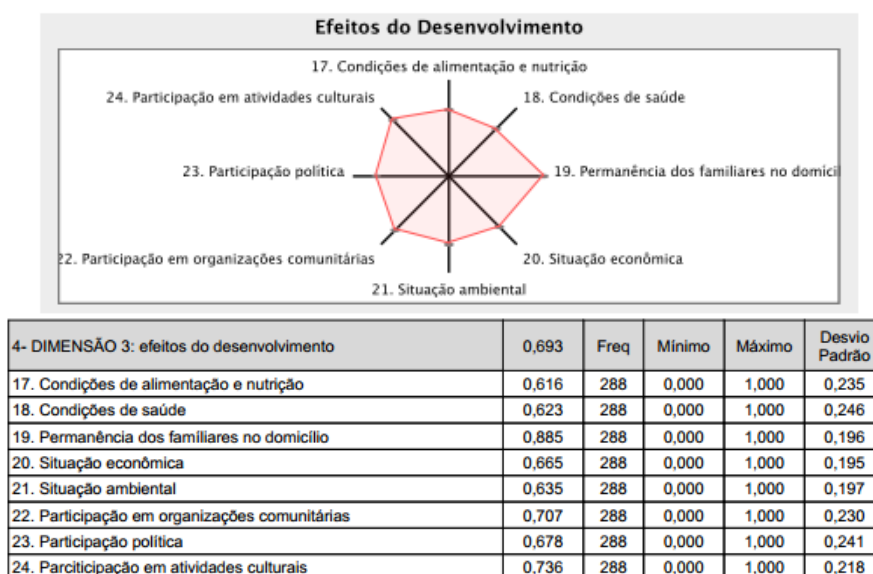 Efeitos do Desenvolvimento
17. Condições de alimentação e nutrição
24. Participação em atividades culturais
18. Condições de saúde
23. Participação política
19. Permanência dos familiares no domicíl
22. Participação em organizações comunitárias
20. Situação econômica
21. Situação ambiental
4- DIMENSÃO 3: efeitos do desenvolvimento 0,693 Freq Mínimo Máximo Desvio Padrão
17. Condições de alimentação e nutrição 0,616 288 0,000 1,000 0,235
18. Condições de saúde 0,623 288 0,000 1,000 0,246
19. Permanência dos famíliares no domicílio 0,885 288 0,000 1,000 0,196
20. Situação econômica 0,665 288 0,000 1,000 0,195
21. Situação ambiental 0,635 288 0,000 1,000 0,197
22. Participação em organizações comunitárias 0,707 288 0,000 1,000 0,230
23. Participação política 0,678 288 0,000 1,000 0,241
24. Parciticipação em atividades culturais 0,736 288 0,000 1,000 0,218